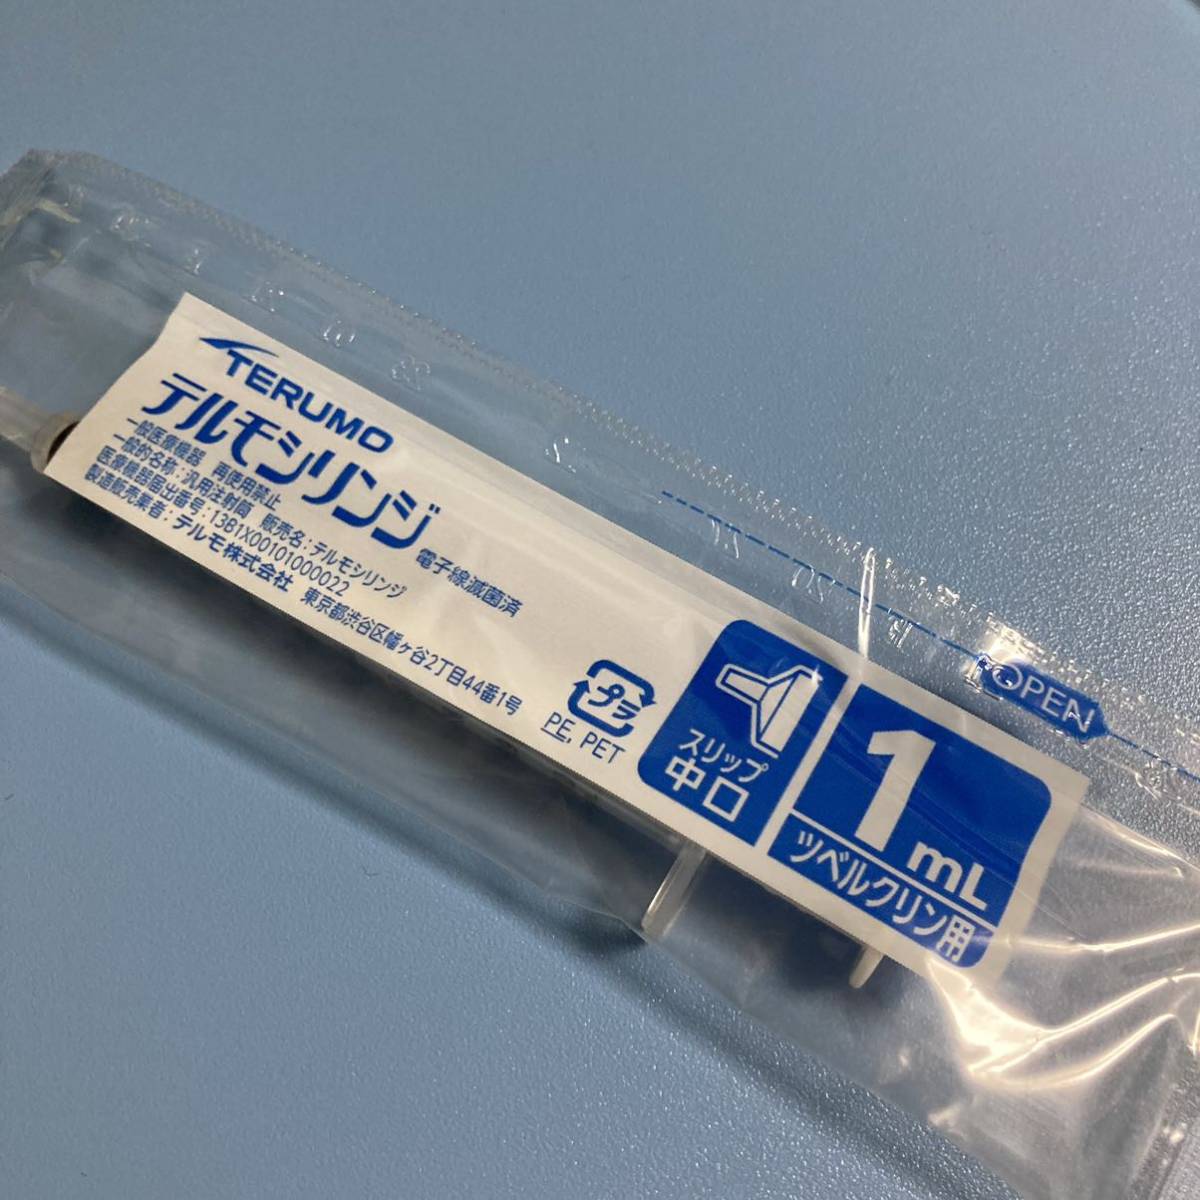 TERUMO
テルモシリンジ 電子線滅菌済
一般医療機器 再使用禁止
一般的名称：汎用注射筒 販売名：テルモシリンジ
医療機器届出番号：13B1X00101000022
製造販売業者：テルモ株式会社 東京都渋谷区幡ヶ谷2丁目44番1号
プラ
PE, PET
スリップ
中口
1mL
ツベルクリン用
OPEN